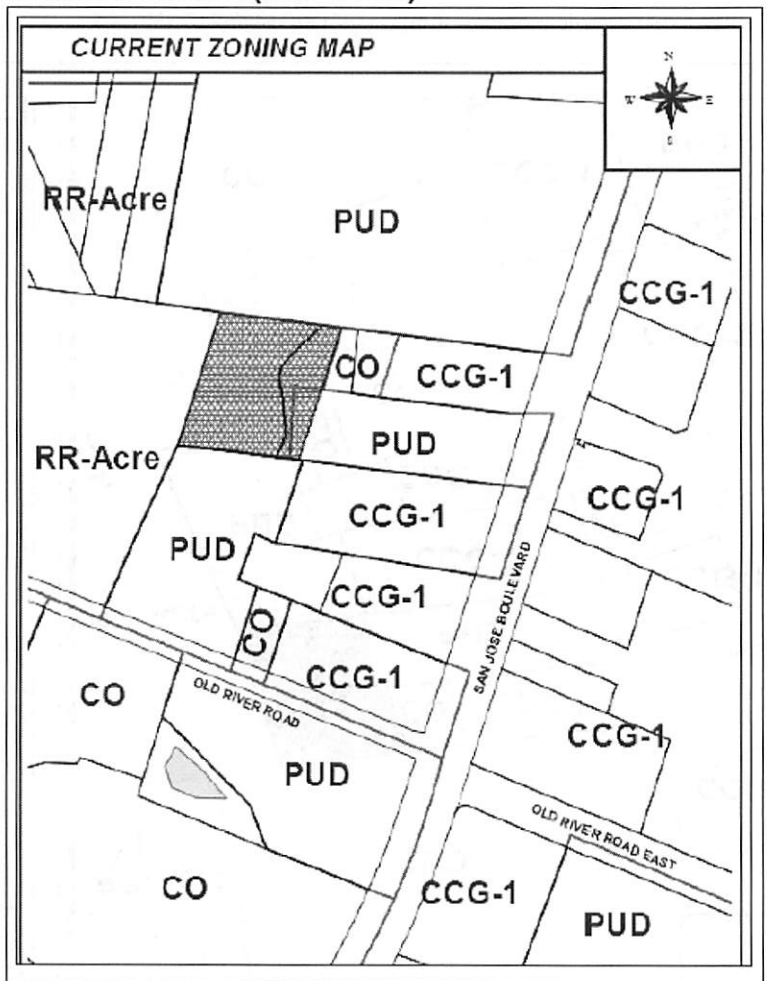 CURRENT ZONING MAP
N
W E
S
RR-Acre
PUD
CCG-1
CO
CCG-1
PUD
RR-Acre
CCG-1
CCG-1
PUD
SAN JOSE BOULEVARD
CCG-1
CO
CCG-1
OLD RIVER ROAD
CO
CCG-1
PUD
OLD RIVER ROAD EAST
CO
CCG-1
PUD